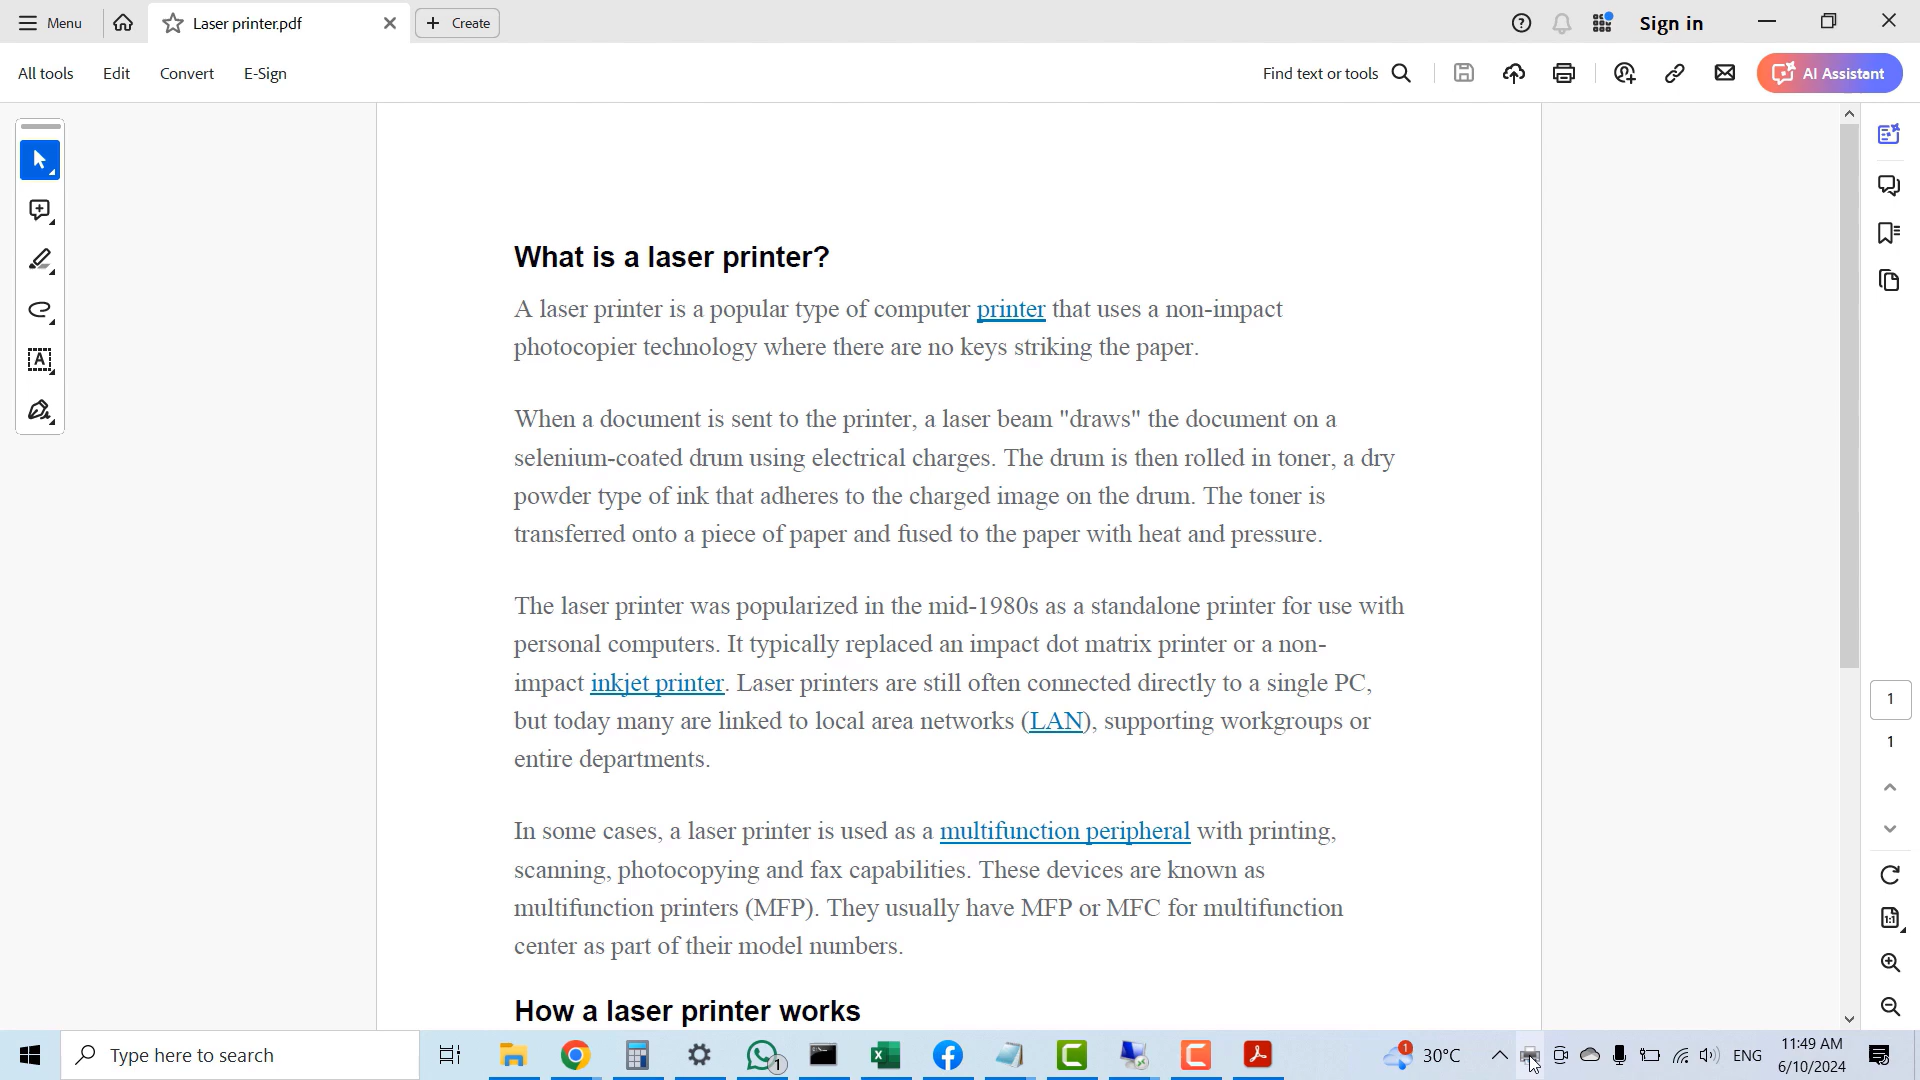 Menu
Laser printer.pdf
Create
Sign in
All tools
Edit
Convert
E-Sign
Find text or tools
AI Assistant
What is a laser printer?
A laser printer is a popular type of computer printer that uses a non-impact
photocopier technology where there are no keys striking the paper.
When a document is sent to the printer, a laser beam "draws" the document on a
selenium-coated drum using electrical charges. The drum is then rolled in toner, a dry
powder type of ink that adheres to the charged image on the drum. The toner is
transferred onto a piece of paper and fused to the paper with heat and pressure.
The laser printer was popularized in the mid-1980s as a standalone printer for use with
personal computers. It typically replaced an impact dot matrix printer or a non-
impact inkjet printer. Laser printers are still often connected directly to a single PC,
but today many are linked to local area networks (LAN), supporting workgroups or
entire departments.
In some cases, a laser printer is used as a multifunction peripheral with printing,
scanning, photocopying and fax capabilities. These devices are known as
multifunction printers (MFP). They usually have MFP or MFC for multifunction
center as part of their model numbers.
How a laser printer works
1
1
Type here to search
1
1
30°C
ENG
11:49 AM
6/10/2024